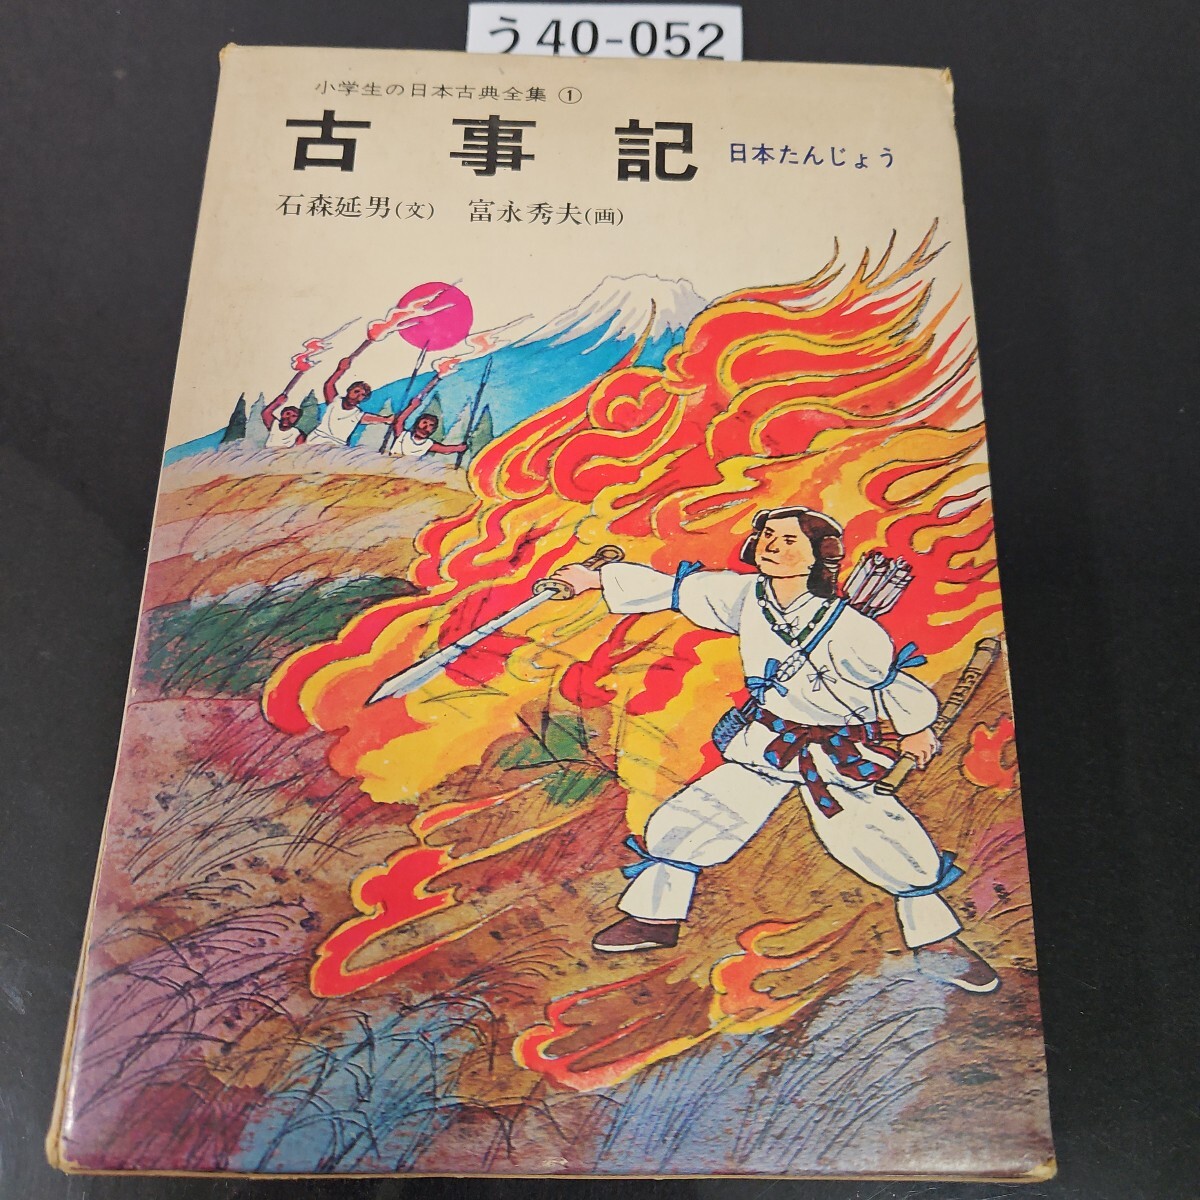 う40-052
小学生の日本古典全集 ①
古事記 日本たんじょう
石森延男(文) 富永秀夫(画)